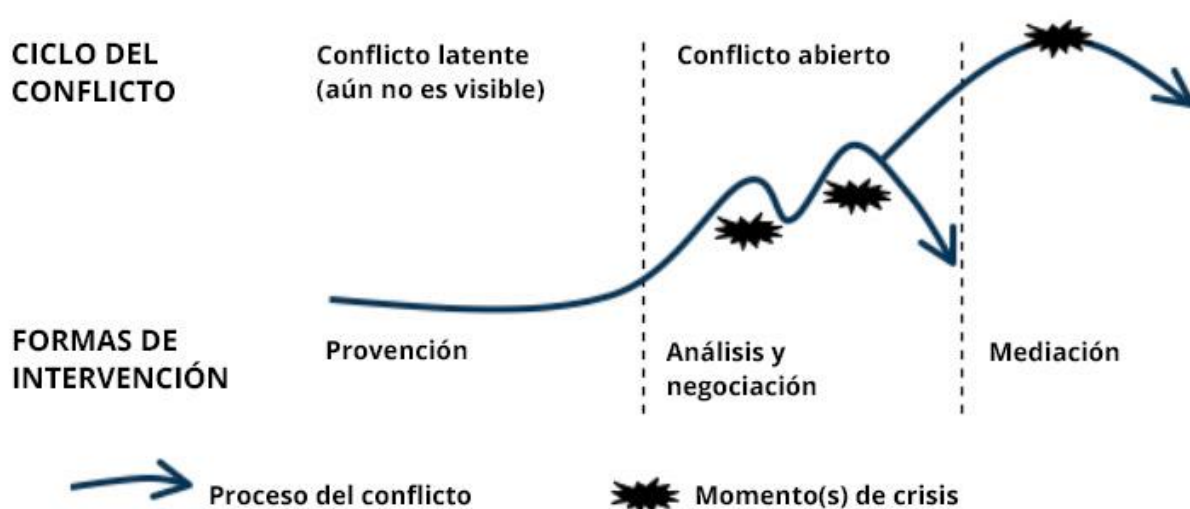 CICLO DEL
CONFLICTO
Conflicto latente
(aún no es visible)
Conflicto abierto
FORMAS DE
INTERVENCIÓN
Provención
Análisis y
negociación
Mediación
Proceso del conflicto
Momento(s) de crisis